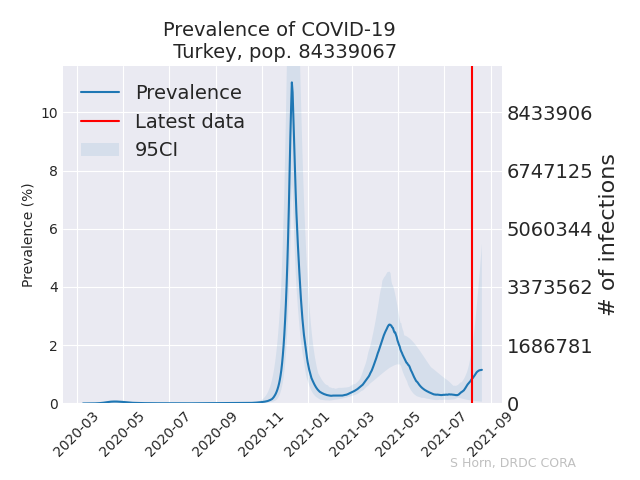 Prevalence of COVID-19
Turkey, pop. 84339067
Prevalence
Latest data
95CI
Prevalence (%)
10
8
6
4
2
0
8433906
6747125
5060344
3373562
1686781
0
# of infections
2020-03
2020-05
2020-07
2020-09
2020-11
2021-01
2021-03
2021-05
2021-07
2021-09
S Horn, DRDC CORA